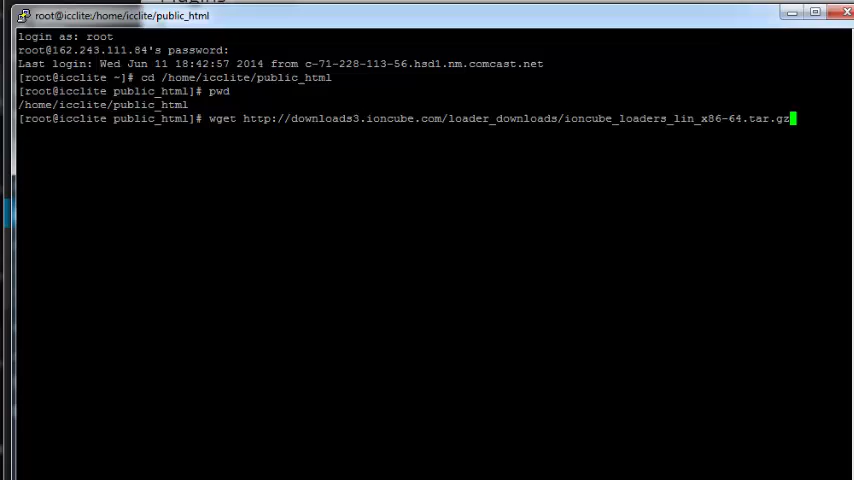 root@icclite:/home/icclite/public_html
login as: root
root@162.243.111.84's password:
Last login: Wed Jun 11 18:42:57 2014 from c-71-228-113-56.hsd1.nm.comcast.net
[root@icclite ~]# cd /home/icclite/public_html
[root@icclite public_html]# pwd
/home/icclite/public_html
[root@icclite public_html]# wget http://downloads3.ioncube.com/loader_downloads/ioncube_loaders_lin_x86-64.tar.gz